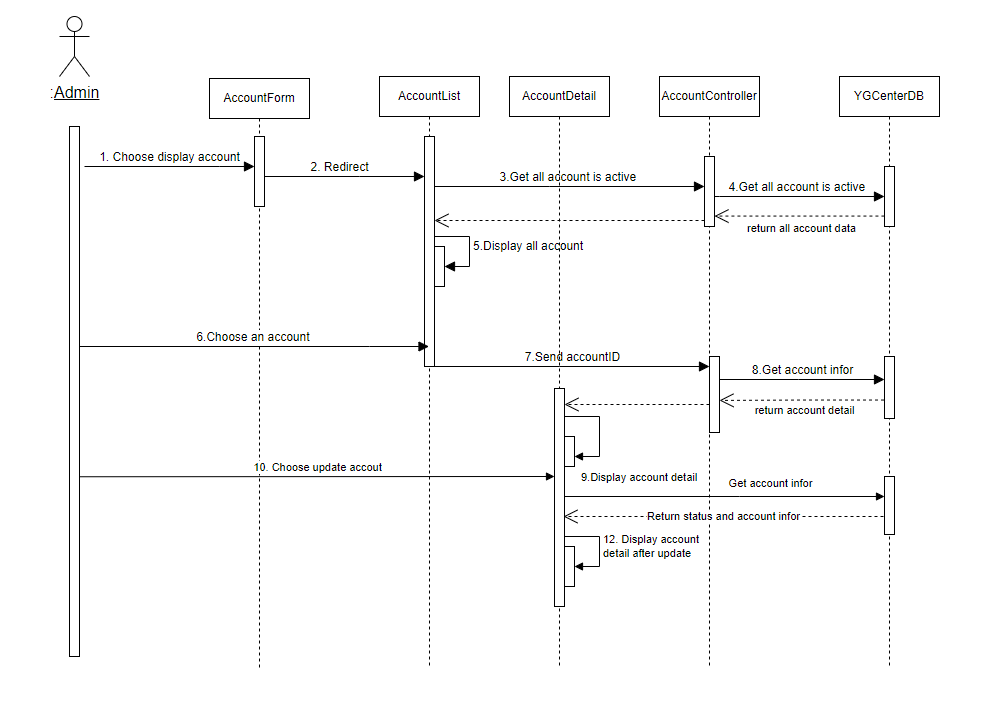 :Admin
AccountForm
AccountList
AccountDetail
AccountController
YGCenterDB
1. Choose display account
2. Redirect
3.Get all account is active
4.Get all account is active
return all account data
5.Display all account
6.Choose an account
7.Send accountID
8.Get account infor
return account detail
10. Choose update accout
9.Display account detail
Get account infor
Return status and account infor
12. Display account
detail after update